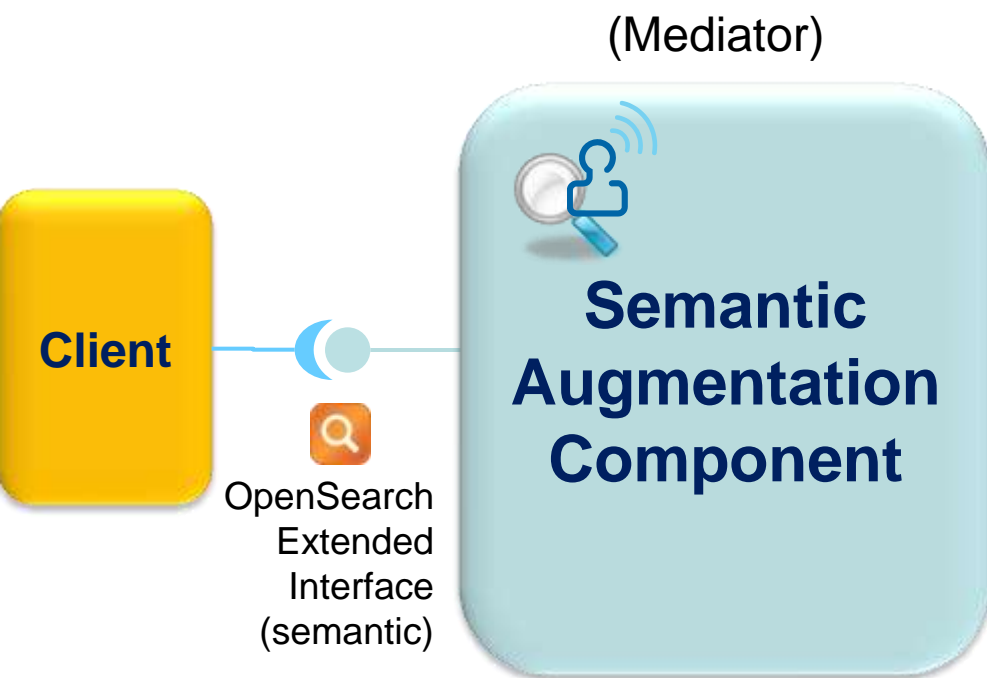 (Mediator)
Client
Semantic
Augmentation
Component
OpenSearch
Extended
Interface
(semantic)